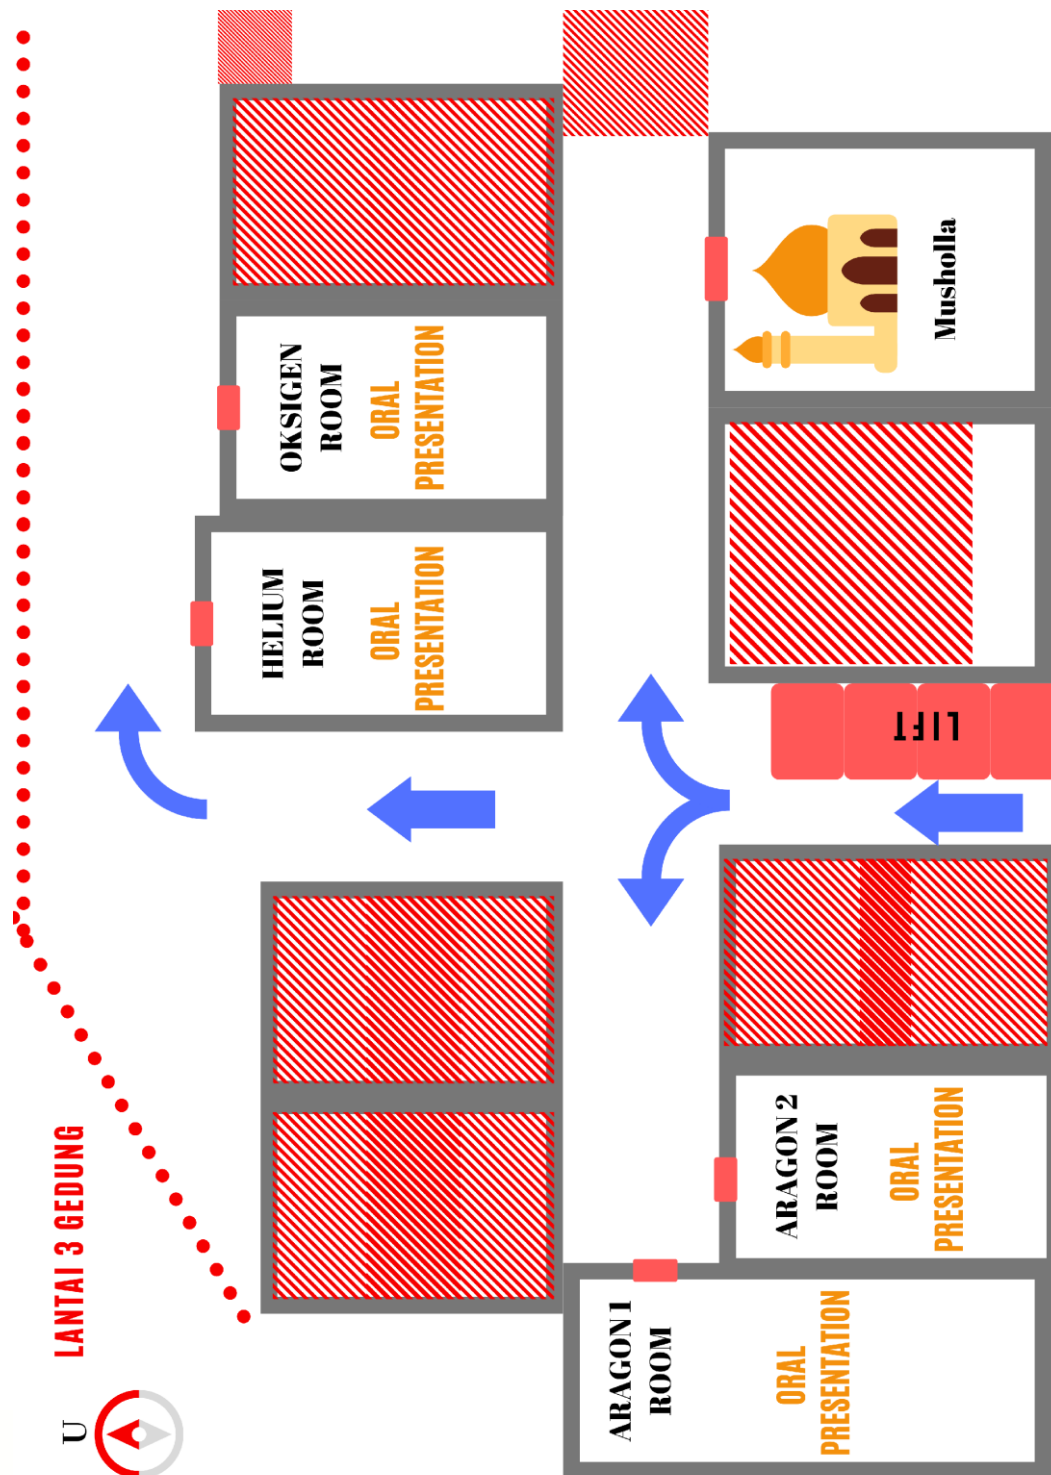 U
LANTAI 3 GEDUNG
HELIUM
ROOM
ORAL
PRESENTATION
OKSIGEN
ROOM
ORAL
PRESENTATION
ARAGON 1
ROOM
ORAL
PRESENTATION
ARAGON 2
ROOM
ORAL
PRESENTATION
LIFT
Musholla